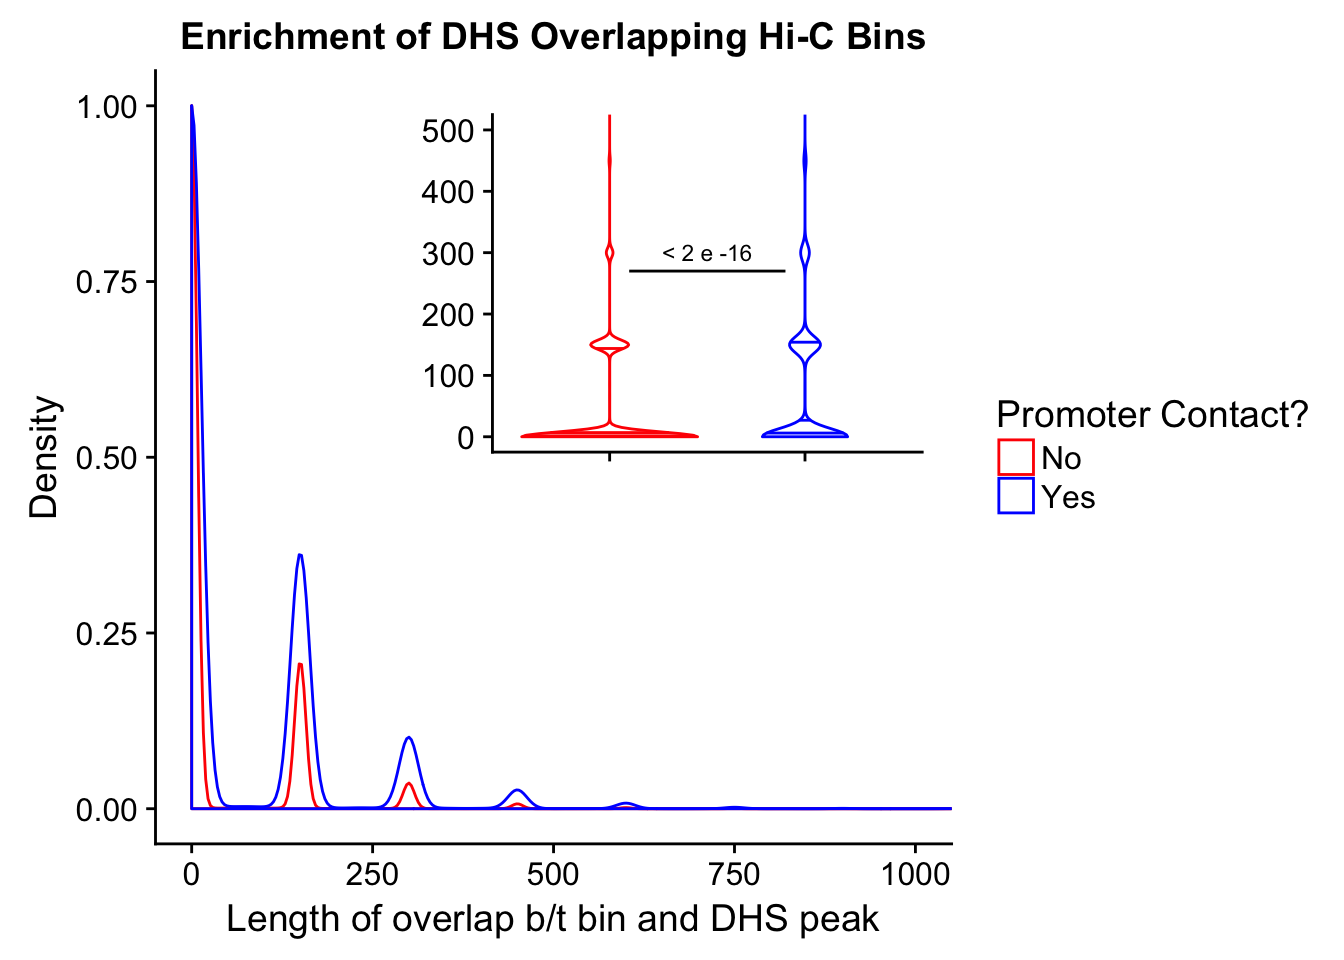 Enrichment of DHS Overlapping Hi-C Bins
1.00
0.75
0.50
0.25
0.00
Density
0
250
500
750
1000
Length of overlap b/t bin and DHS peak
500
400
300
200
100
0
< 2 e -16
Promoter Contact?
No
Yes